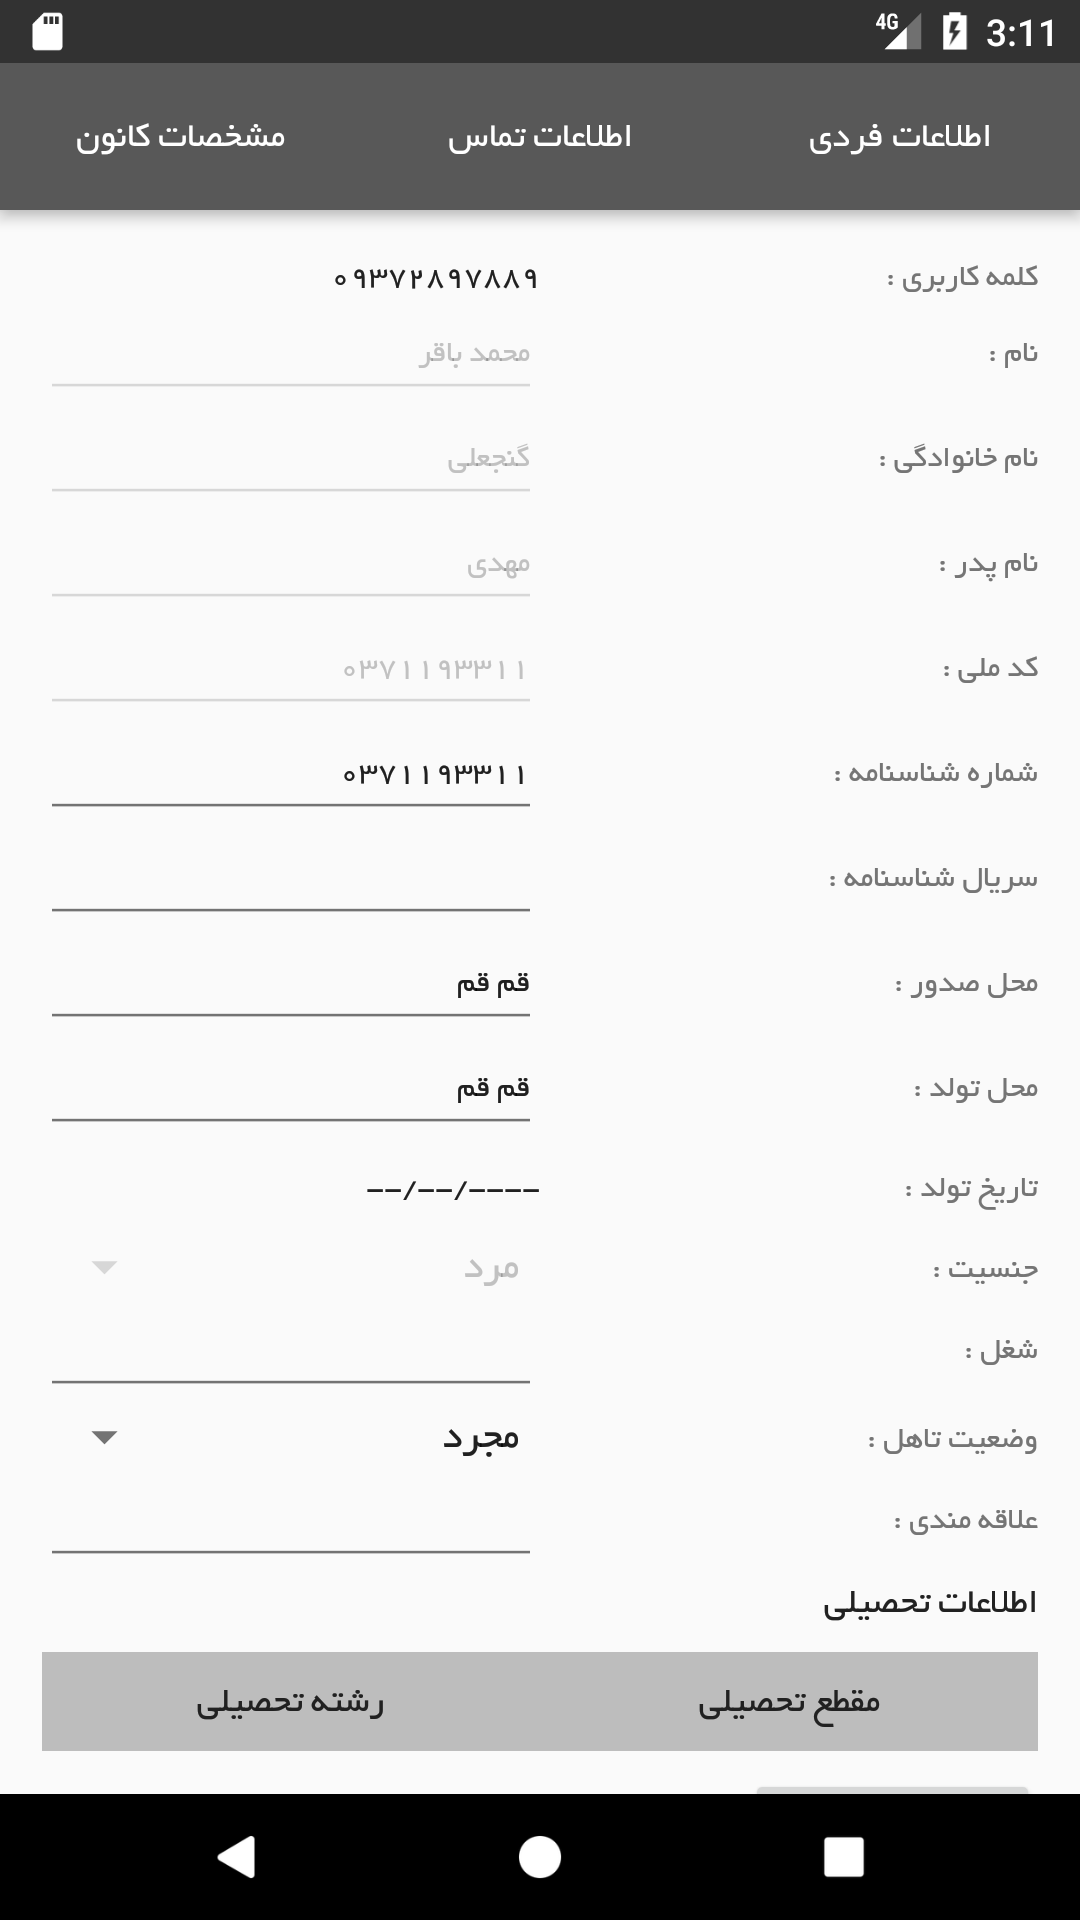 4G 3:11
اطلاعات فردی اطلاعات تماس مشخصات کانون
کلمه کاربری : ۰۹۳۷۲۸۹۷۸۸۹
نام : محمد باقر
نام خانوادگی : گنجعلی
نام پدر : مهدی
کد ملی : ۰۳۷۱۱۹۳۳۱۱
شماره شناسنامه : ۰۳۷۱۱۹۳۳۱۱
سریال شناسنامه :
محل صدور : قم قم
محل تولد : قم قم
تاریخ تولد : --/--/----
جنسیت : مرد
شغل :
وضعیت تاهل : مجرد
علاقه مندی :
اطلاعات تحصیلی
مقطع تحصیلی رشته تحصیلی